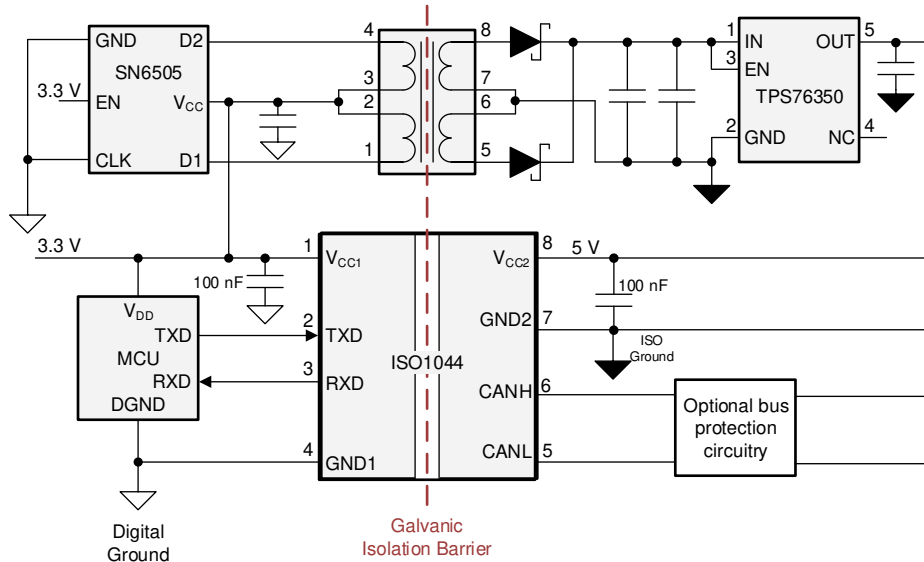 GND
D2
4
8
1
IN
OUT
5
SN6505
3
EN
3.3 V
EN
VCC
3
2
7
6
TPS76350
CLK
D1
1
5
2
GND
NC
4
3.3 V
1
VCC1
VCC2
8
5 V
100 nF
100 nF
VDD
TXD
2
TXD
GND2
7
MCU
ISO1044
ISO
Ground
RXD
3
RXD
CANH
6
DGND
Optional bus
protection
circuitry
4
GND1
CANL
5
Digital
Ground
Galvanic
Isolation Barrier